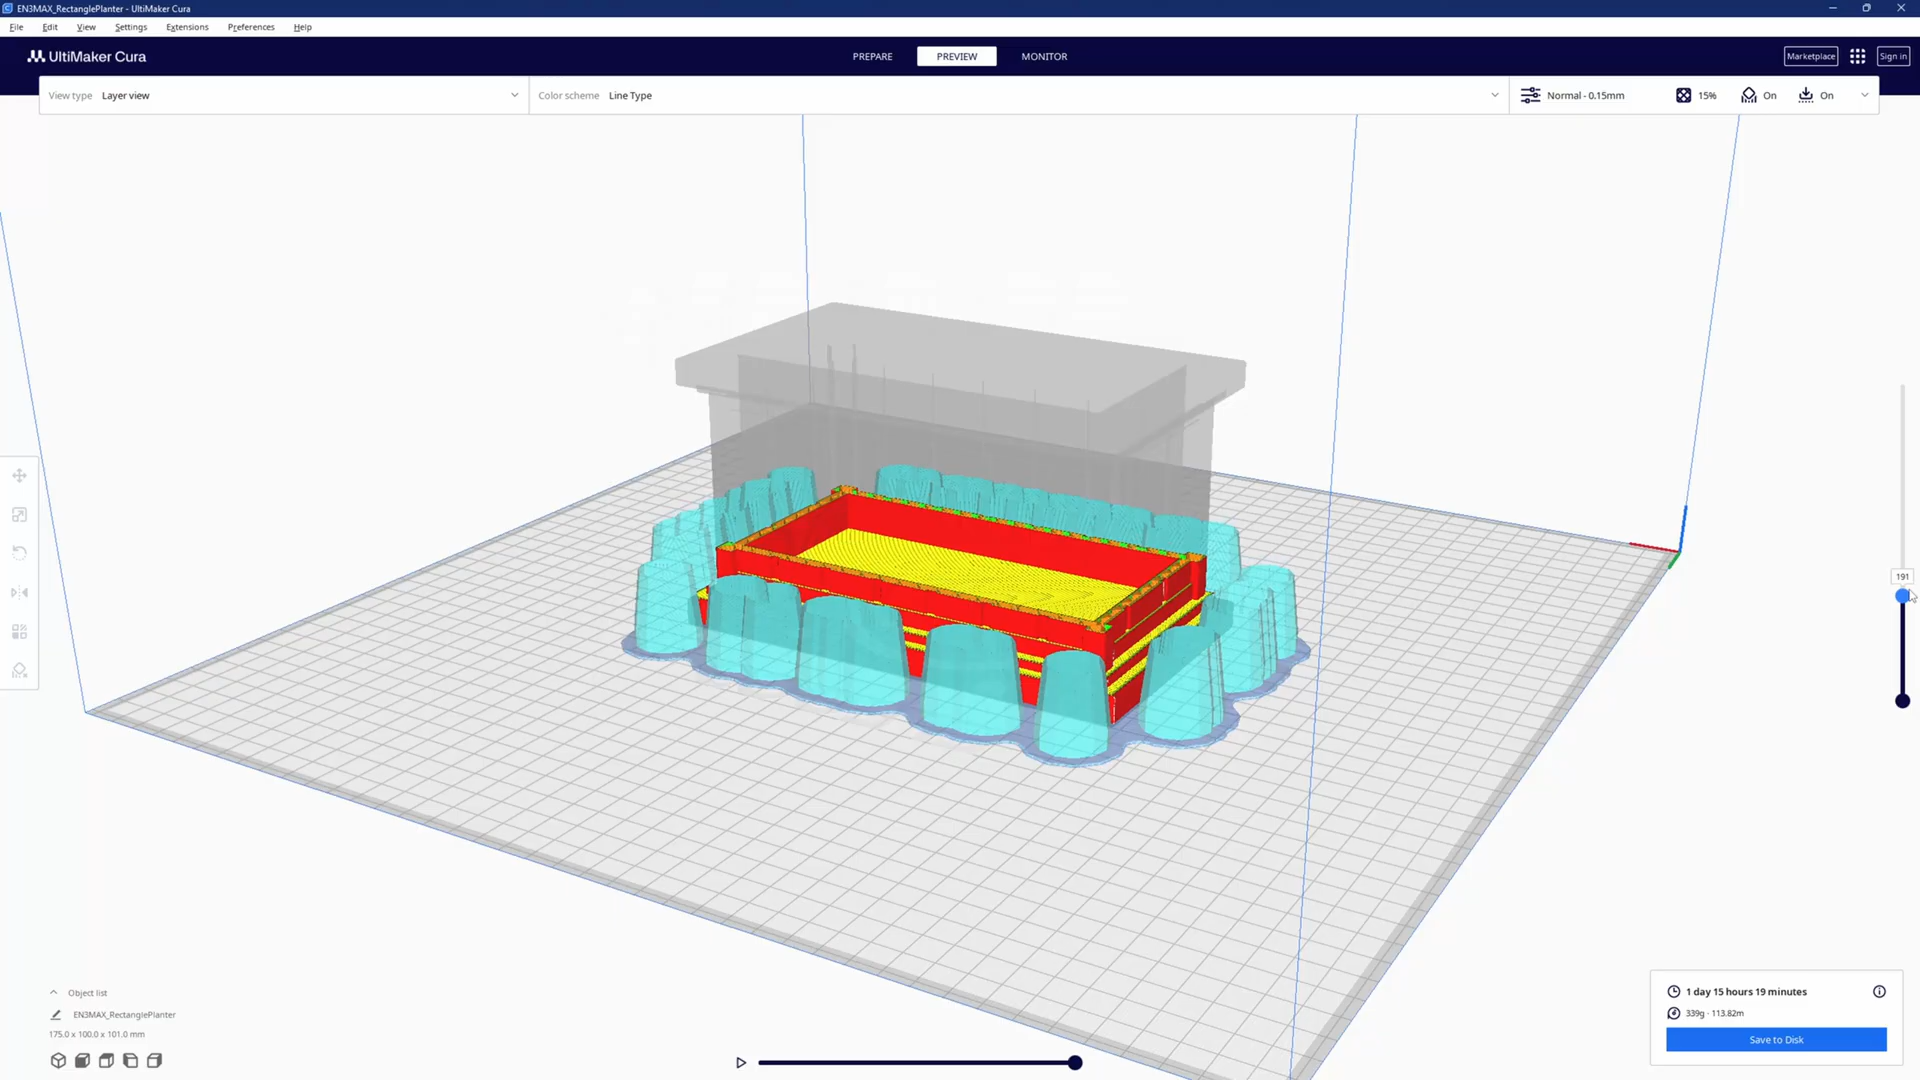 EN3MAX_RectanglePlanter - UltiMaker Cura
File Edit View Settings Extensions Preferences Help
UltiMaker Cura
PREPARE PREVIEW MONITOR
Marketplace
Sign in
View type Layer view
Color scheme Line Type
Normal - 0.15mm 15% On On
191
Object list
EN3MAX_RectanglePlanter
175.0 x 100.0 x 101.0 mm
1 day 15 hours 19 minutes
339g · 113.82m
Save to Disk